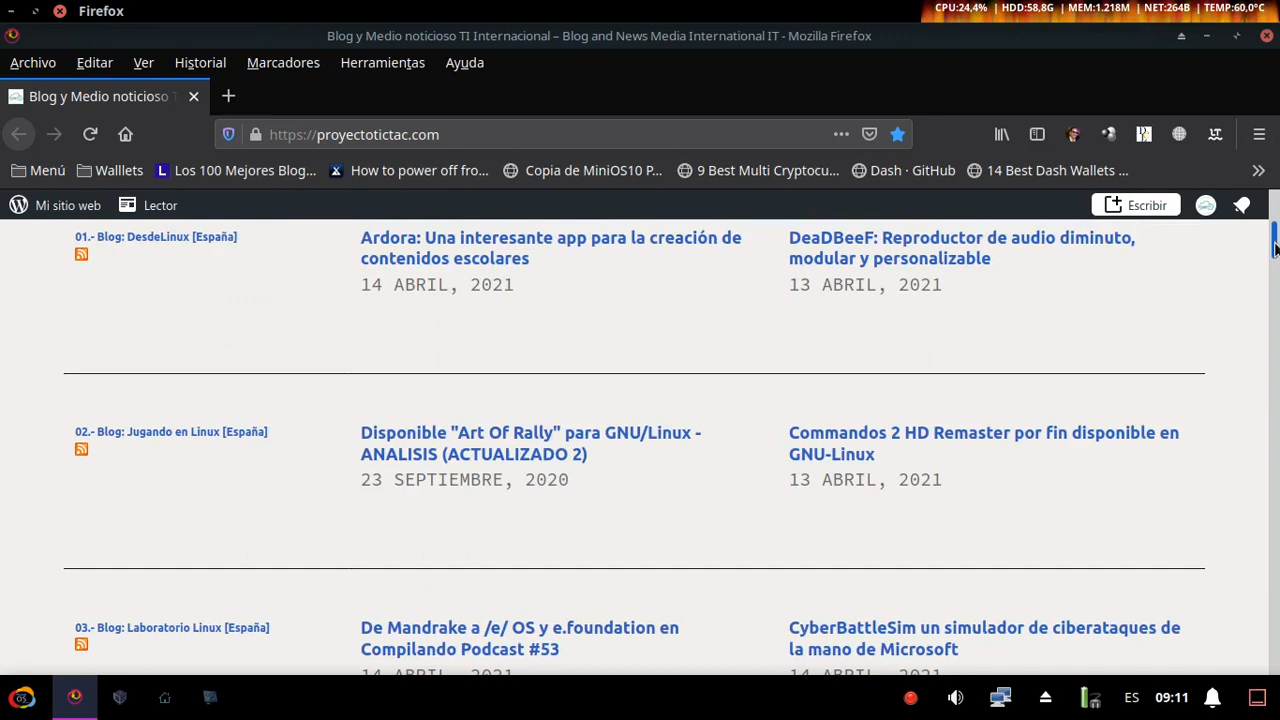 Firefox
CPU:24,4% | HDD:58,8G | MEM:1.218M | NET:264B | TEMP:60,0°C
Blog y Medio noticioso TI Internacional – Blog and News Media International IT - Mozilla Firefox
Archivo Editar Ver Historial Marcadores Herramientas Ayuda
Blog y Medio noticioso T
https://proyectotictac.com
Menú Walllets Los 100 Mejores Blog... How to power off fro... Copia de MiniOS10 P... 9 Best Multi Cryptocu... Dash · GitHub 14 Best Dash Wallets ...
Mi sitio web Lector Escribir
01.- Blog: DesdeLinux [España]
Ardora: Una interesante app para la creación de
contenidos escolares
14 ABRIL, 2021
DeaDBeeF: Reproductor de audio diminuto,
modular y personalizable
13 ABRIL, 2021
02.- Blog: Jugando en Linux [España]
Disponible "Art Of Rally" para GNU/Linux -
ANALISIS (ACTUALIZADO 2)
23 SEPTIEMBRE, 2020
Commandos 2 HD Remaster por fin disponible en
GNU-Linux
13 ABRIL, 2021
03.- Blog: Laboratorio Linux [España]
De Mandrake a /e/ OS y e.foundation en
Compilando Podcast #53
14 ABRIL, 2021
CyberBattleSim un simulador de ciberataques de
la mano de Microsoft
14 ABRIL, 2021
ES 09:11